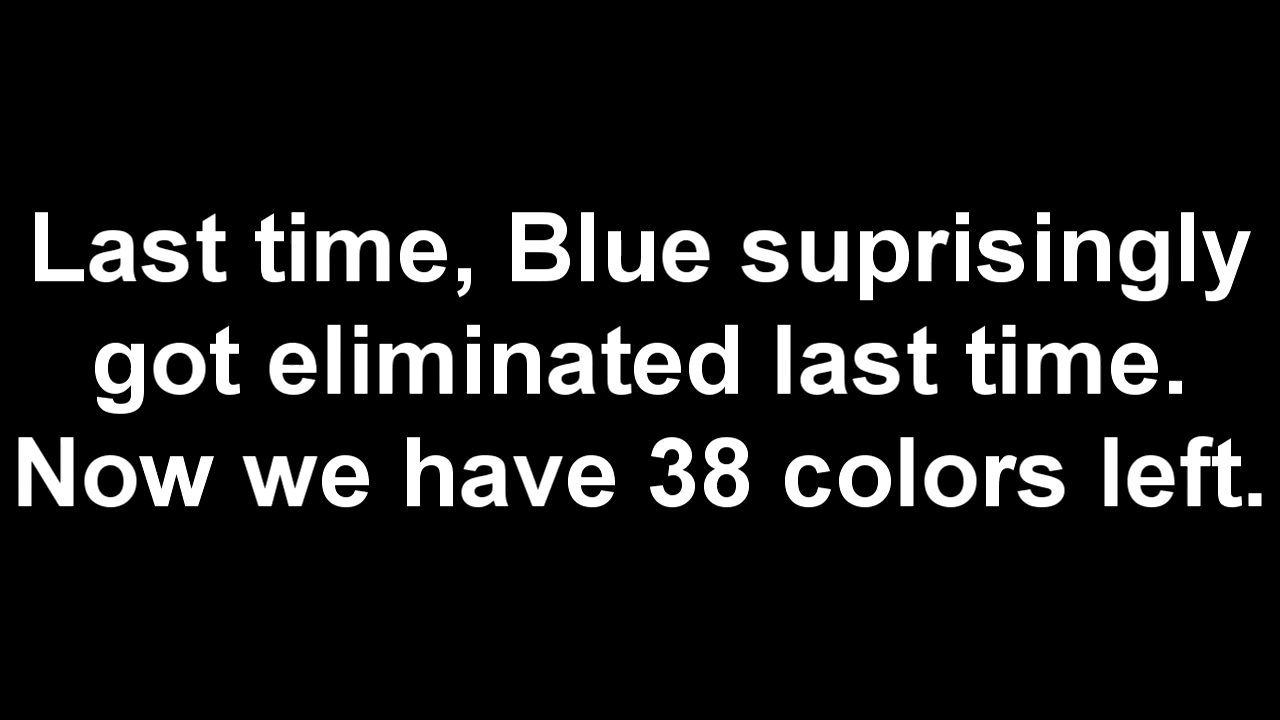 Last time, Blue suprisingly
got eliminated last time.
Now we have 38 colors left.